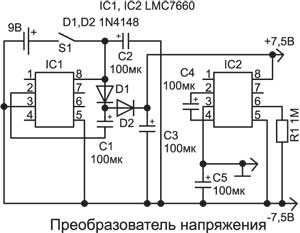 IC1, IC2 LMC7660
9В
D1,D2 1N4148
S1
C2
100мк
+7,5В
IC1
IC2
1
2
3
4
8
7
6
5
D1
D2
C1
100мк
C3
100мк
C4
100мк
1
2
3
4
8
7
6
5
R1 1М
C5
100мк
-7,5В
Преобразователь напряжения